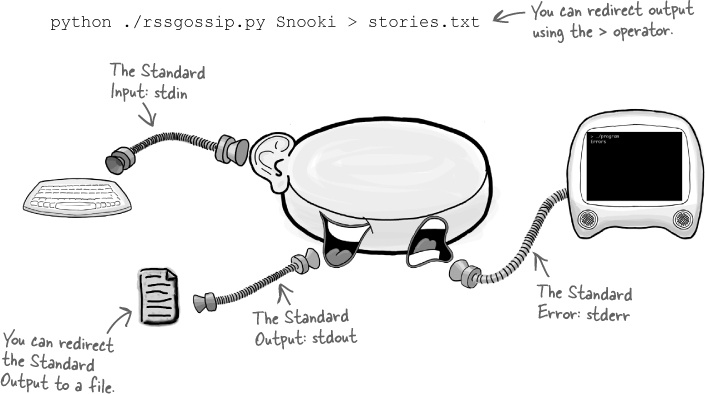 python ./rssgossip.py Snooki > stories.txt
You can redirect output
using the > operator.
The Standard
Input: stdin
> ./program
Errors
The Standard
Output: stdout
The Standard
Error: stderr
You can redirect
the Standard
Output to a file.